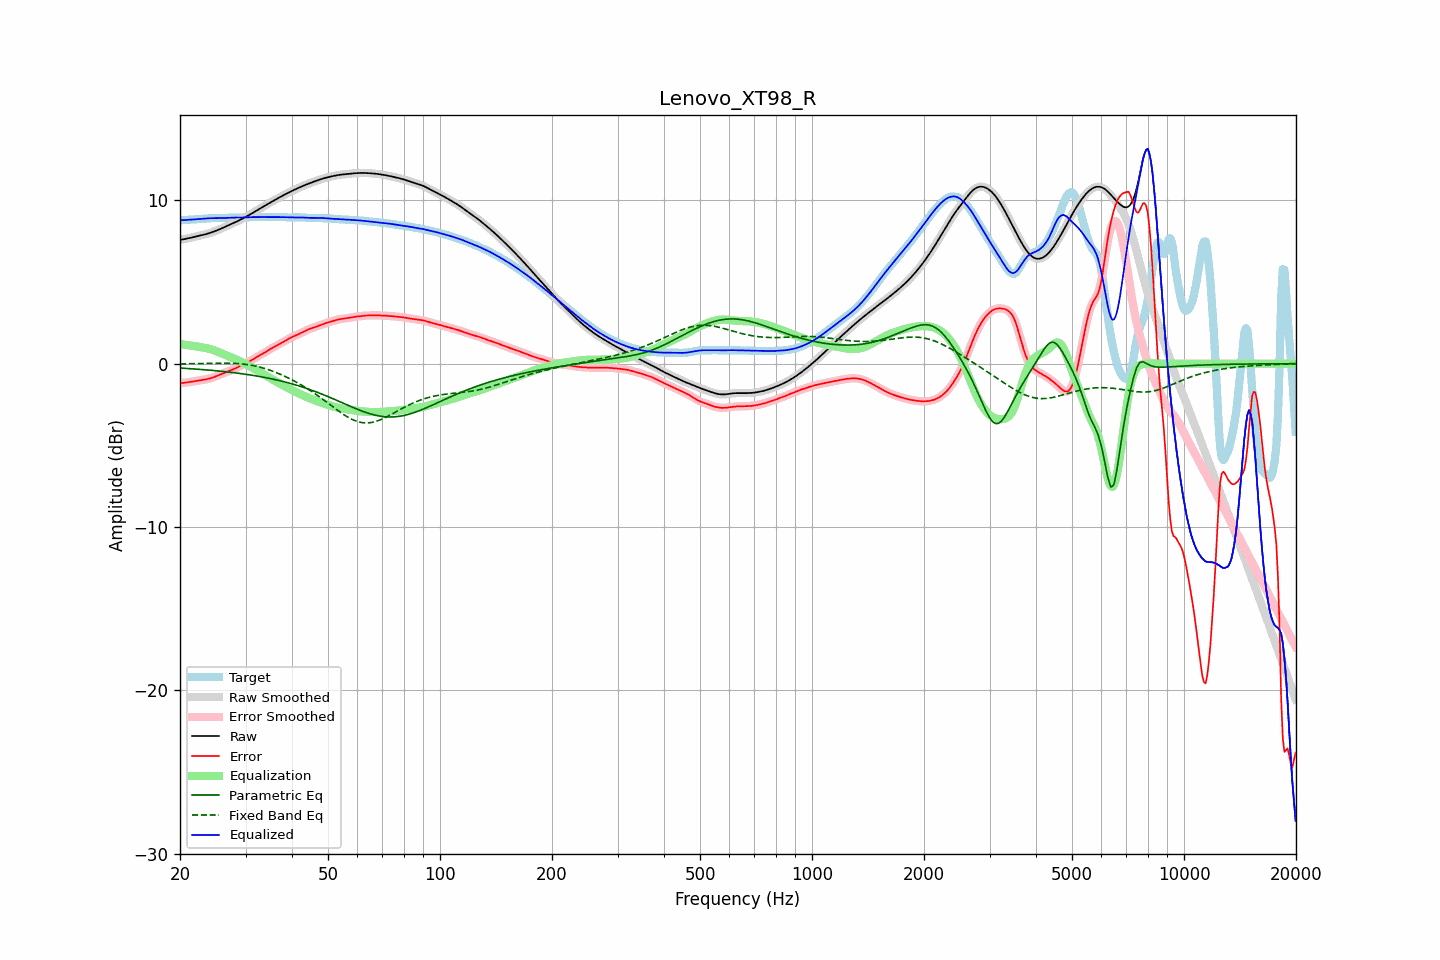 Lenovo_XT98_R
Amplitude (dBr)
10
0
−10
−20
−30
Target
Raw Smoothed
Error Smoothed
Raw
Error
Equalization
Parametric Eq
Fixed Band Eq
Equalized
20 50 100 200 500 1000 2000 5000 10000 20000
Frequency (Hz)